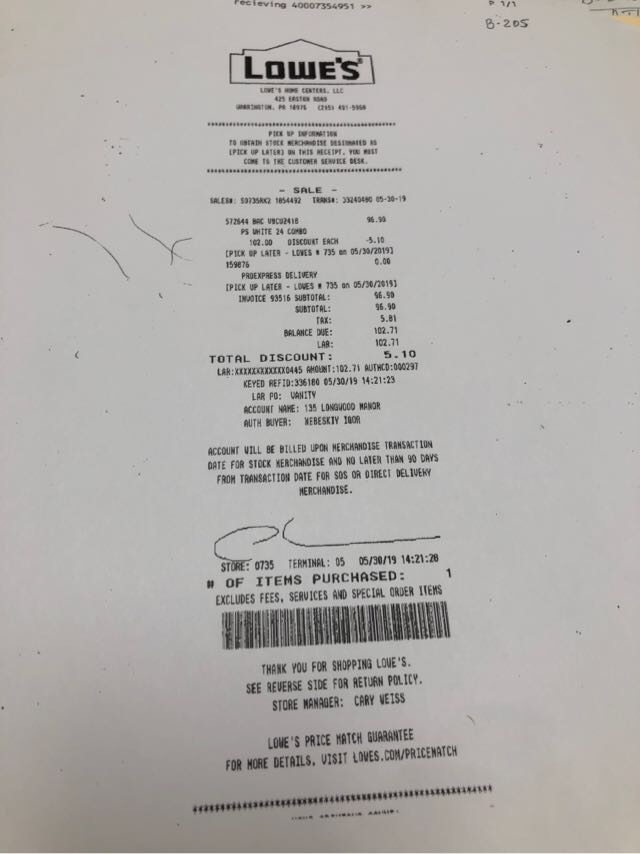 recieving 40007354951 >>
P 1/1
B-205
LOWE'S
LOWE'S HOME CENTERS, LLC
425 EASTON ROAD
WARRINGTON, PA 18976 (215) 491-5960
PICK UP INFORMATION
TO OBTAIN STOCK MERCHANDISE DESIGNATED AS
[PICK UP LATER] ON THIS RECEIPT, YOU MUST
COME TO THE CUSTOMER SERVICE DESK.
- SALE -
SALES#: S0735RK2 1854492 TRANS#: 33240490 05-30-19
572644 BAC VBCU2418 96.90
PS WHITE 24 COMBO
102.00 DISCOUNT EACH -5.10
[PICK UP LATER - LOWES # 735 on 05/30/2019]
159876 0.00
PROEXPRESS DELIVERY
[PICK UP LATER - LOWES # 735 on 05/30/2019]
INVOICE 93516 SUBTOTAL: 96.90
SUBTOTAL: 96.90
TAX: 5.81
BALANCE DUE: 102.71
LAR: 102.71
TOTAL DISCOUNT: 5.10
LAR:XXXXXXXXXXXX0445 AMOUNT:102.71 AUTHCD:000297
KEYED REFID:336180 05/30/19 14:21:23
LAR PO: VANITY
ACCOUNT NAME: 135 LONGWOOD MANOR
AUTH BUYER: NEBESKIY IGOR
ACCOUNT WILL BE BILLED UPON MERCHANDISE TRANSACTION
DATE FOR STOCK MERCHANDISE AND NO LATER THAN 90 DAYS
FROM TRANSACTION DATE FOR SOS OR DIRECT DELIVERY
MERCHANDISE.
STORE: 0735 TERMINAL: 05 05/30/19 14:21:28
# OF ITEMS PURCHASED: 1
EXCLUDES FEES, SERVICES AND SPECIAL ORDER ITEMS
THANK YOU FOR SHOPPING LOWE'S.
SEE REVERSE SIDE FOR RETURN POLICY.
STORE MANAGER: CARY WEISS
LOWE'S PRICE MATCH GUARANTEE
FOR MORE DETAILS, VISIT LOWES.COM/PRICEMATCH